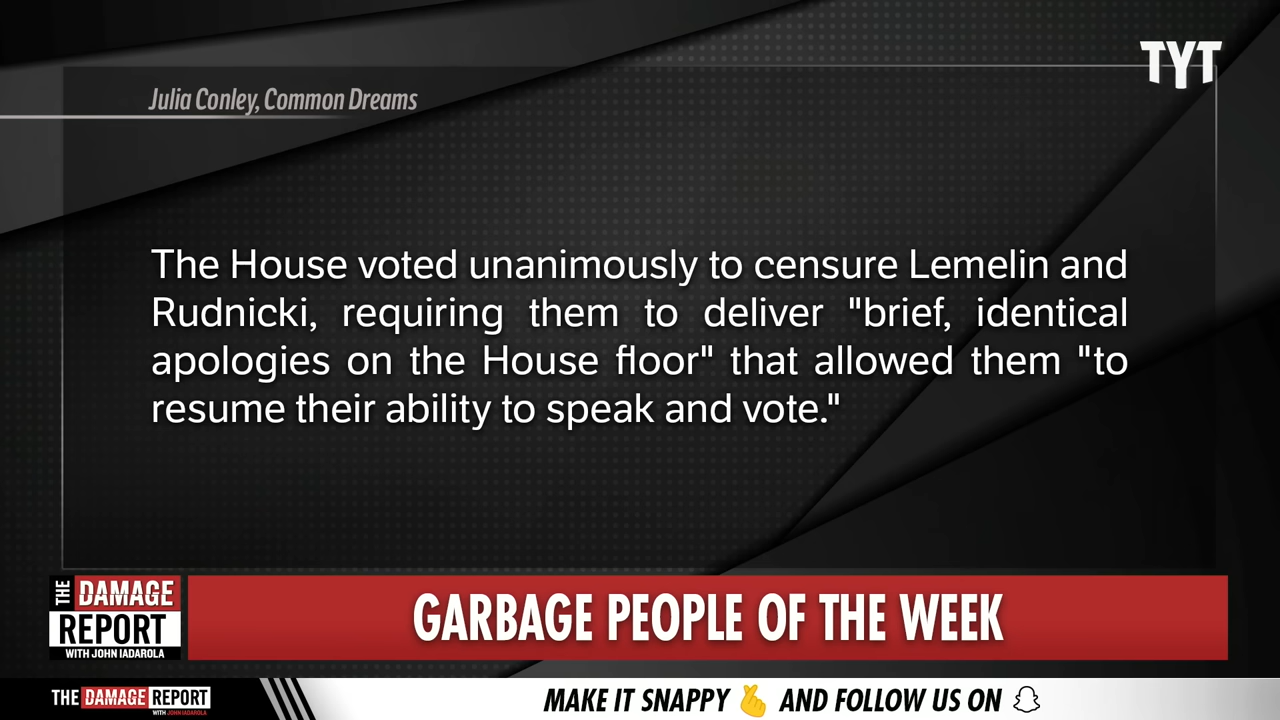 TYT
Julia Conley, Common Dreams
The House voted unanimously to censure Lemelin and
Rudnicki, requiring them to deliver "brief, identical
apologies on the House floor" that allowed them "to
resume their ability to speak and vote."
THE DAMAGE
REPORT
WITH JOHN IADAROLA
GARBAGE PEOPLE OF THE WEEK
THE DAMAGE REPORT
WITH JOHN IADAROLA
MAKE IT SNAPPY 🫰 AND FOLLOW US ON